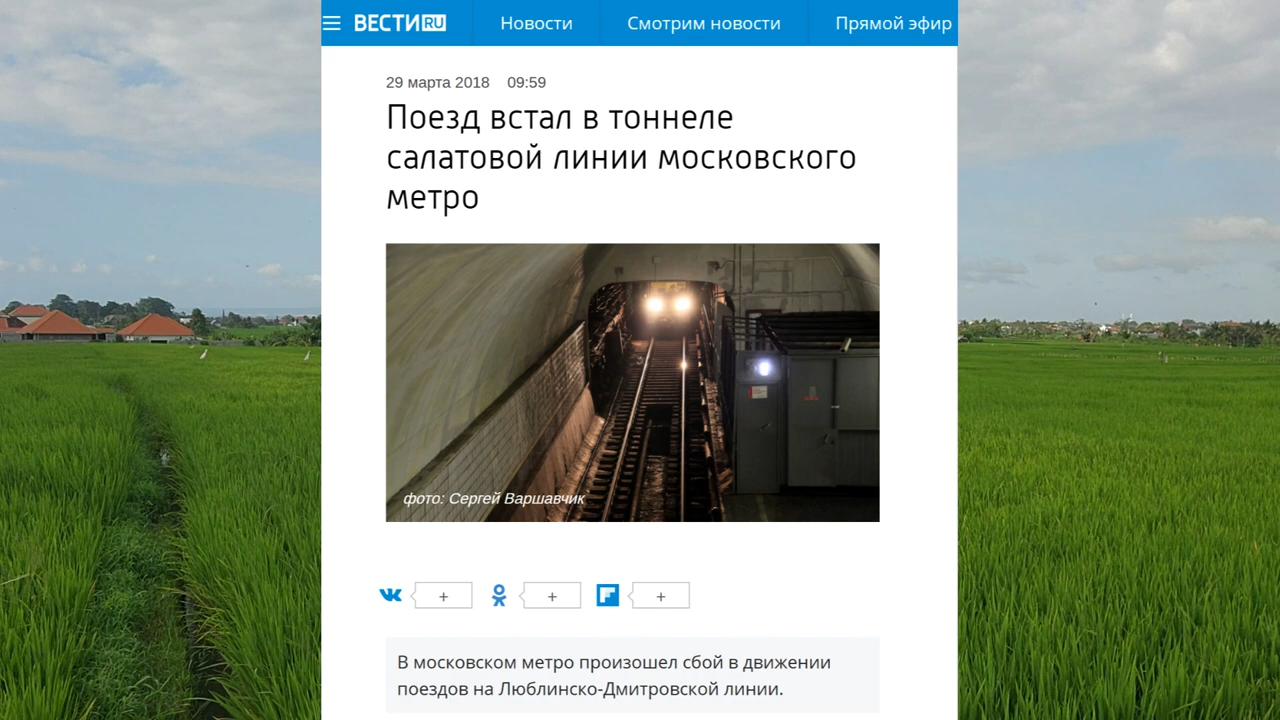 ВЕСТИ RU Новости Смотрим новости Прямой эфир
29 марта 2018 09:59
Поезд встал в тоннеле
салатовой линии московского
метро
фото: Сергей Варшавчик
+ + +
В московском метро произошел сбой в движении
поездов на Люблинско-Дмитровской линии.